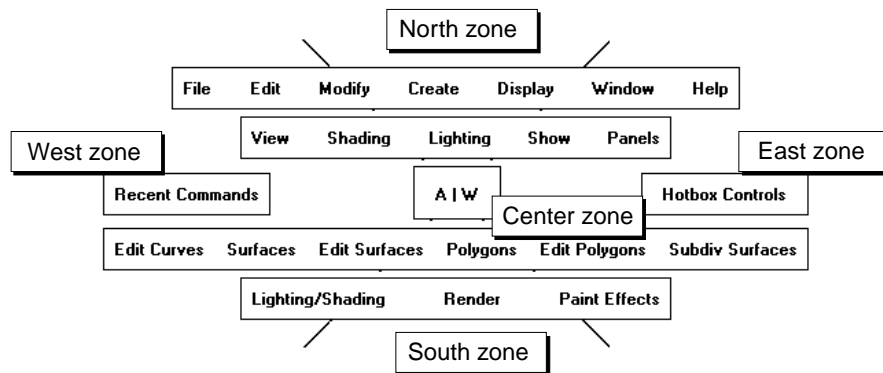 North zone
File Edit Modify Create Display Window Help
View Shading Lighting Show Panels
West zone
East zone
Recent Commands
A | W
Hotbox Controls
Center zone
Edit Curves Surfaces Edit Surfaces Polygons Edit Polygons Subdiv Surfaces
Lighting/Shading Render Paint Effects
South zone